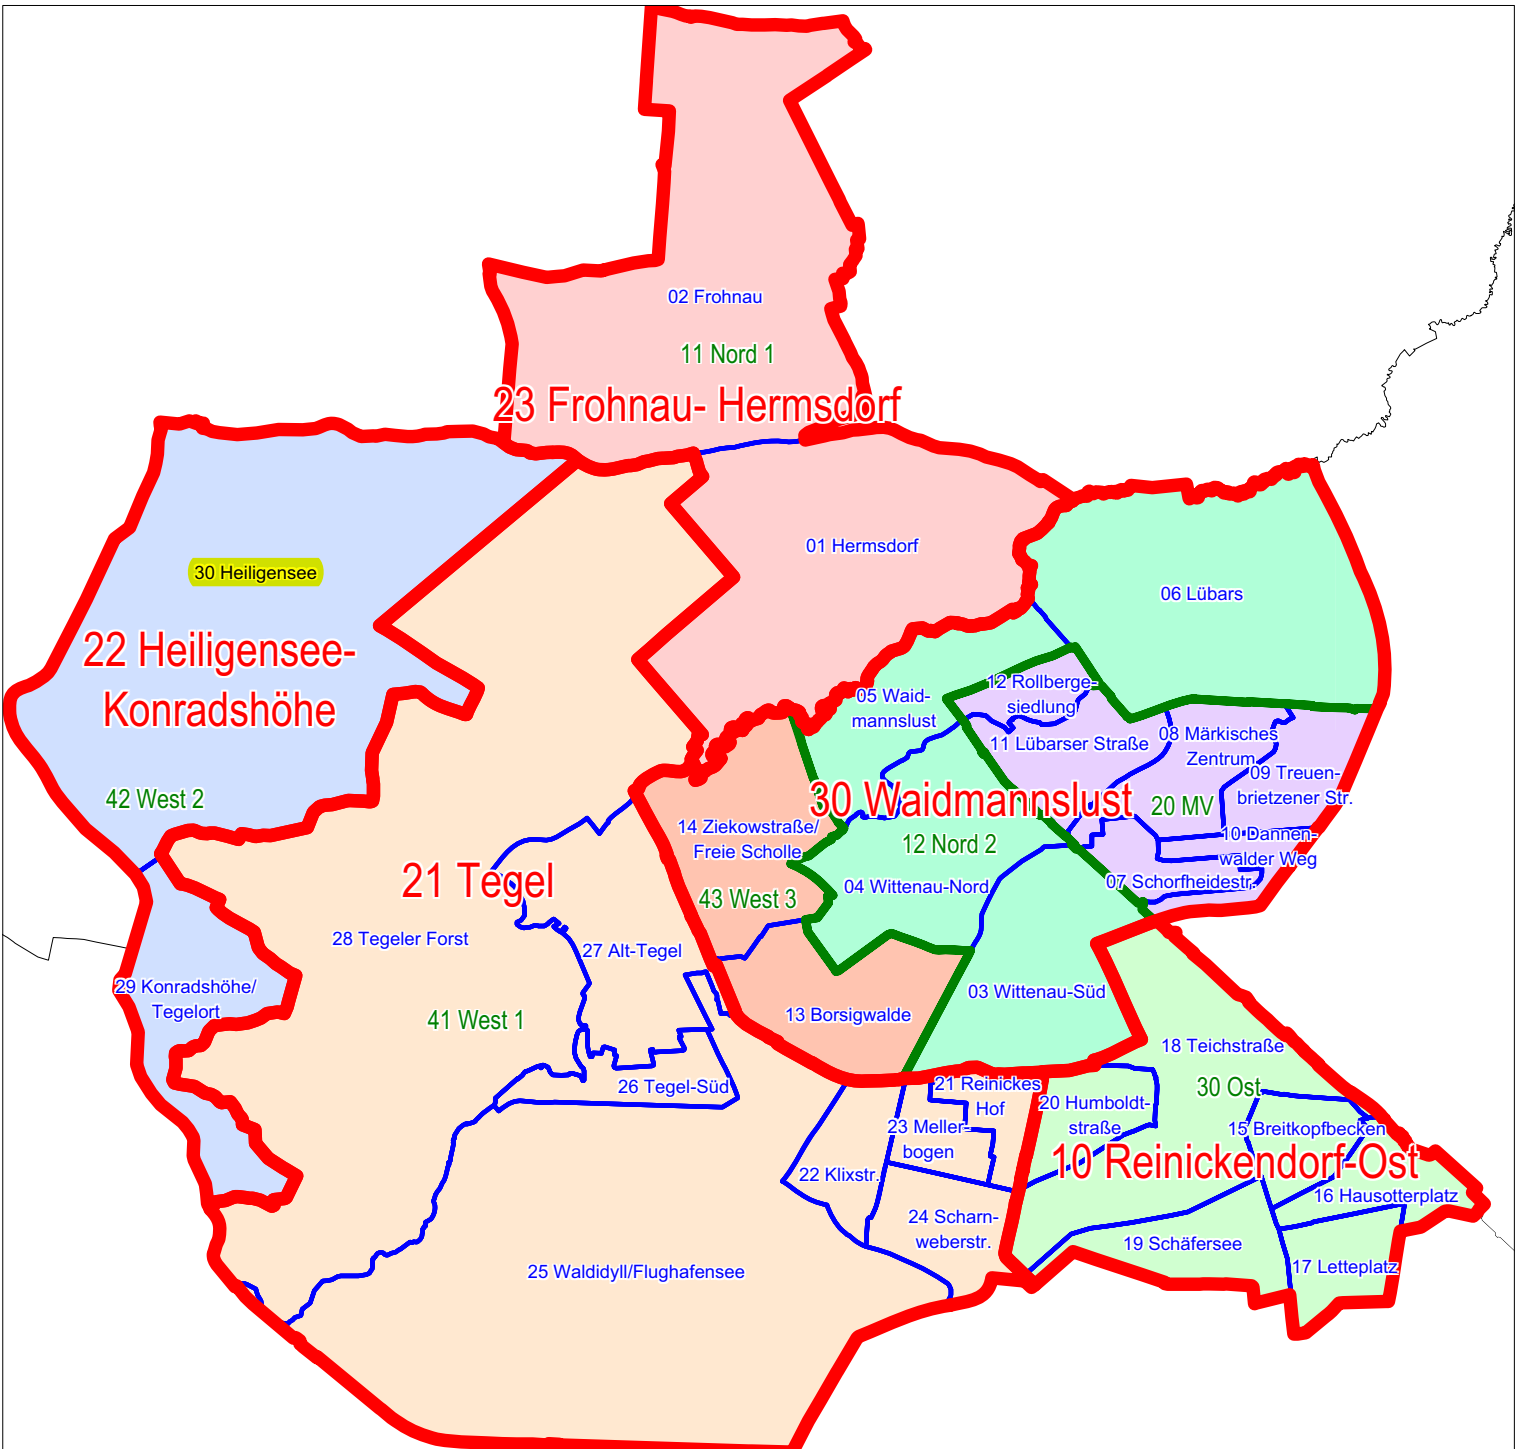 02 Frohnau
11 Nord 1
23 Frohnau- Hermsdorf
01 Hermsdorf
30 Heiligensee
06 Lübars
22 Heiligensee-
Konradshöhe
12 Rollberge-
siedlung
05 Waid-
mannslust
11 Lübarser Straße
08 Märkisches
Zentrum
09 Treuen-
brietzener Str.
42 West 2
30 Waidmannslust
20 MV
14 Ziekowstraße/
Freie Scholle
12 Nord 2
10 Dannen-
walder Weg
21 Tegel
04 Wittenau-Nord
07 Schorfheidestr.
43 West 3
28 Tegeler Forst
27 Alt-Tegel
29 Konradshöhe/
Tegelort
03 Wittenau-Süd
41 West 1
13 Borsigwalde
18 Teichstraße
26 Tegel-Süd
21 Reinickes
Hof
30 Ost
20 Humboldt-
straße
23 Meller-
bogen
15 Breitkopfbecken
10 Reinickendorf-Ost
22 Klixstr.
16 Hausotterplatz
24 Scharn-
weberstr.
19 Schäfersee
25 Waldidyll/Flughafensee
17 Letteplatz